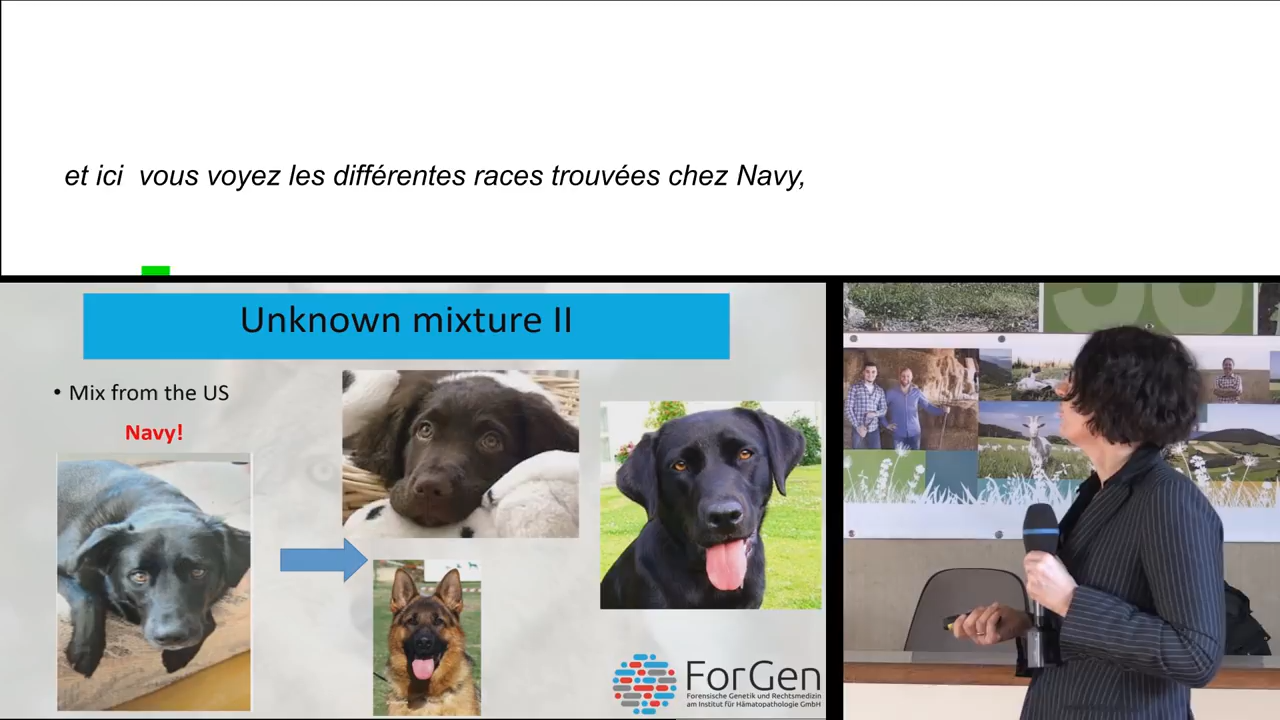 et ici vous voyez les différentes races trouvées chez Navy,
Unknown mixture II
• Mix from the US
Navy!
ForGen
Forensische Genetik und Rechtsmedizin
am Institut für Hämatopathologie GmbH